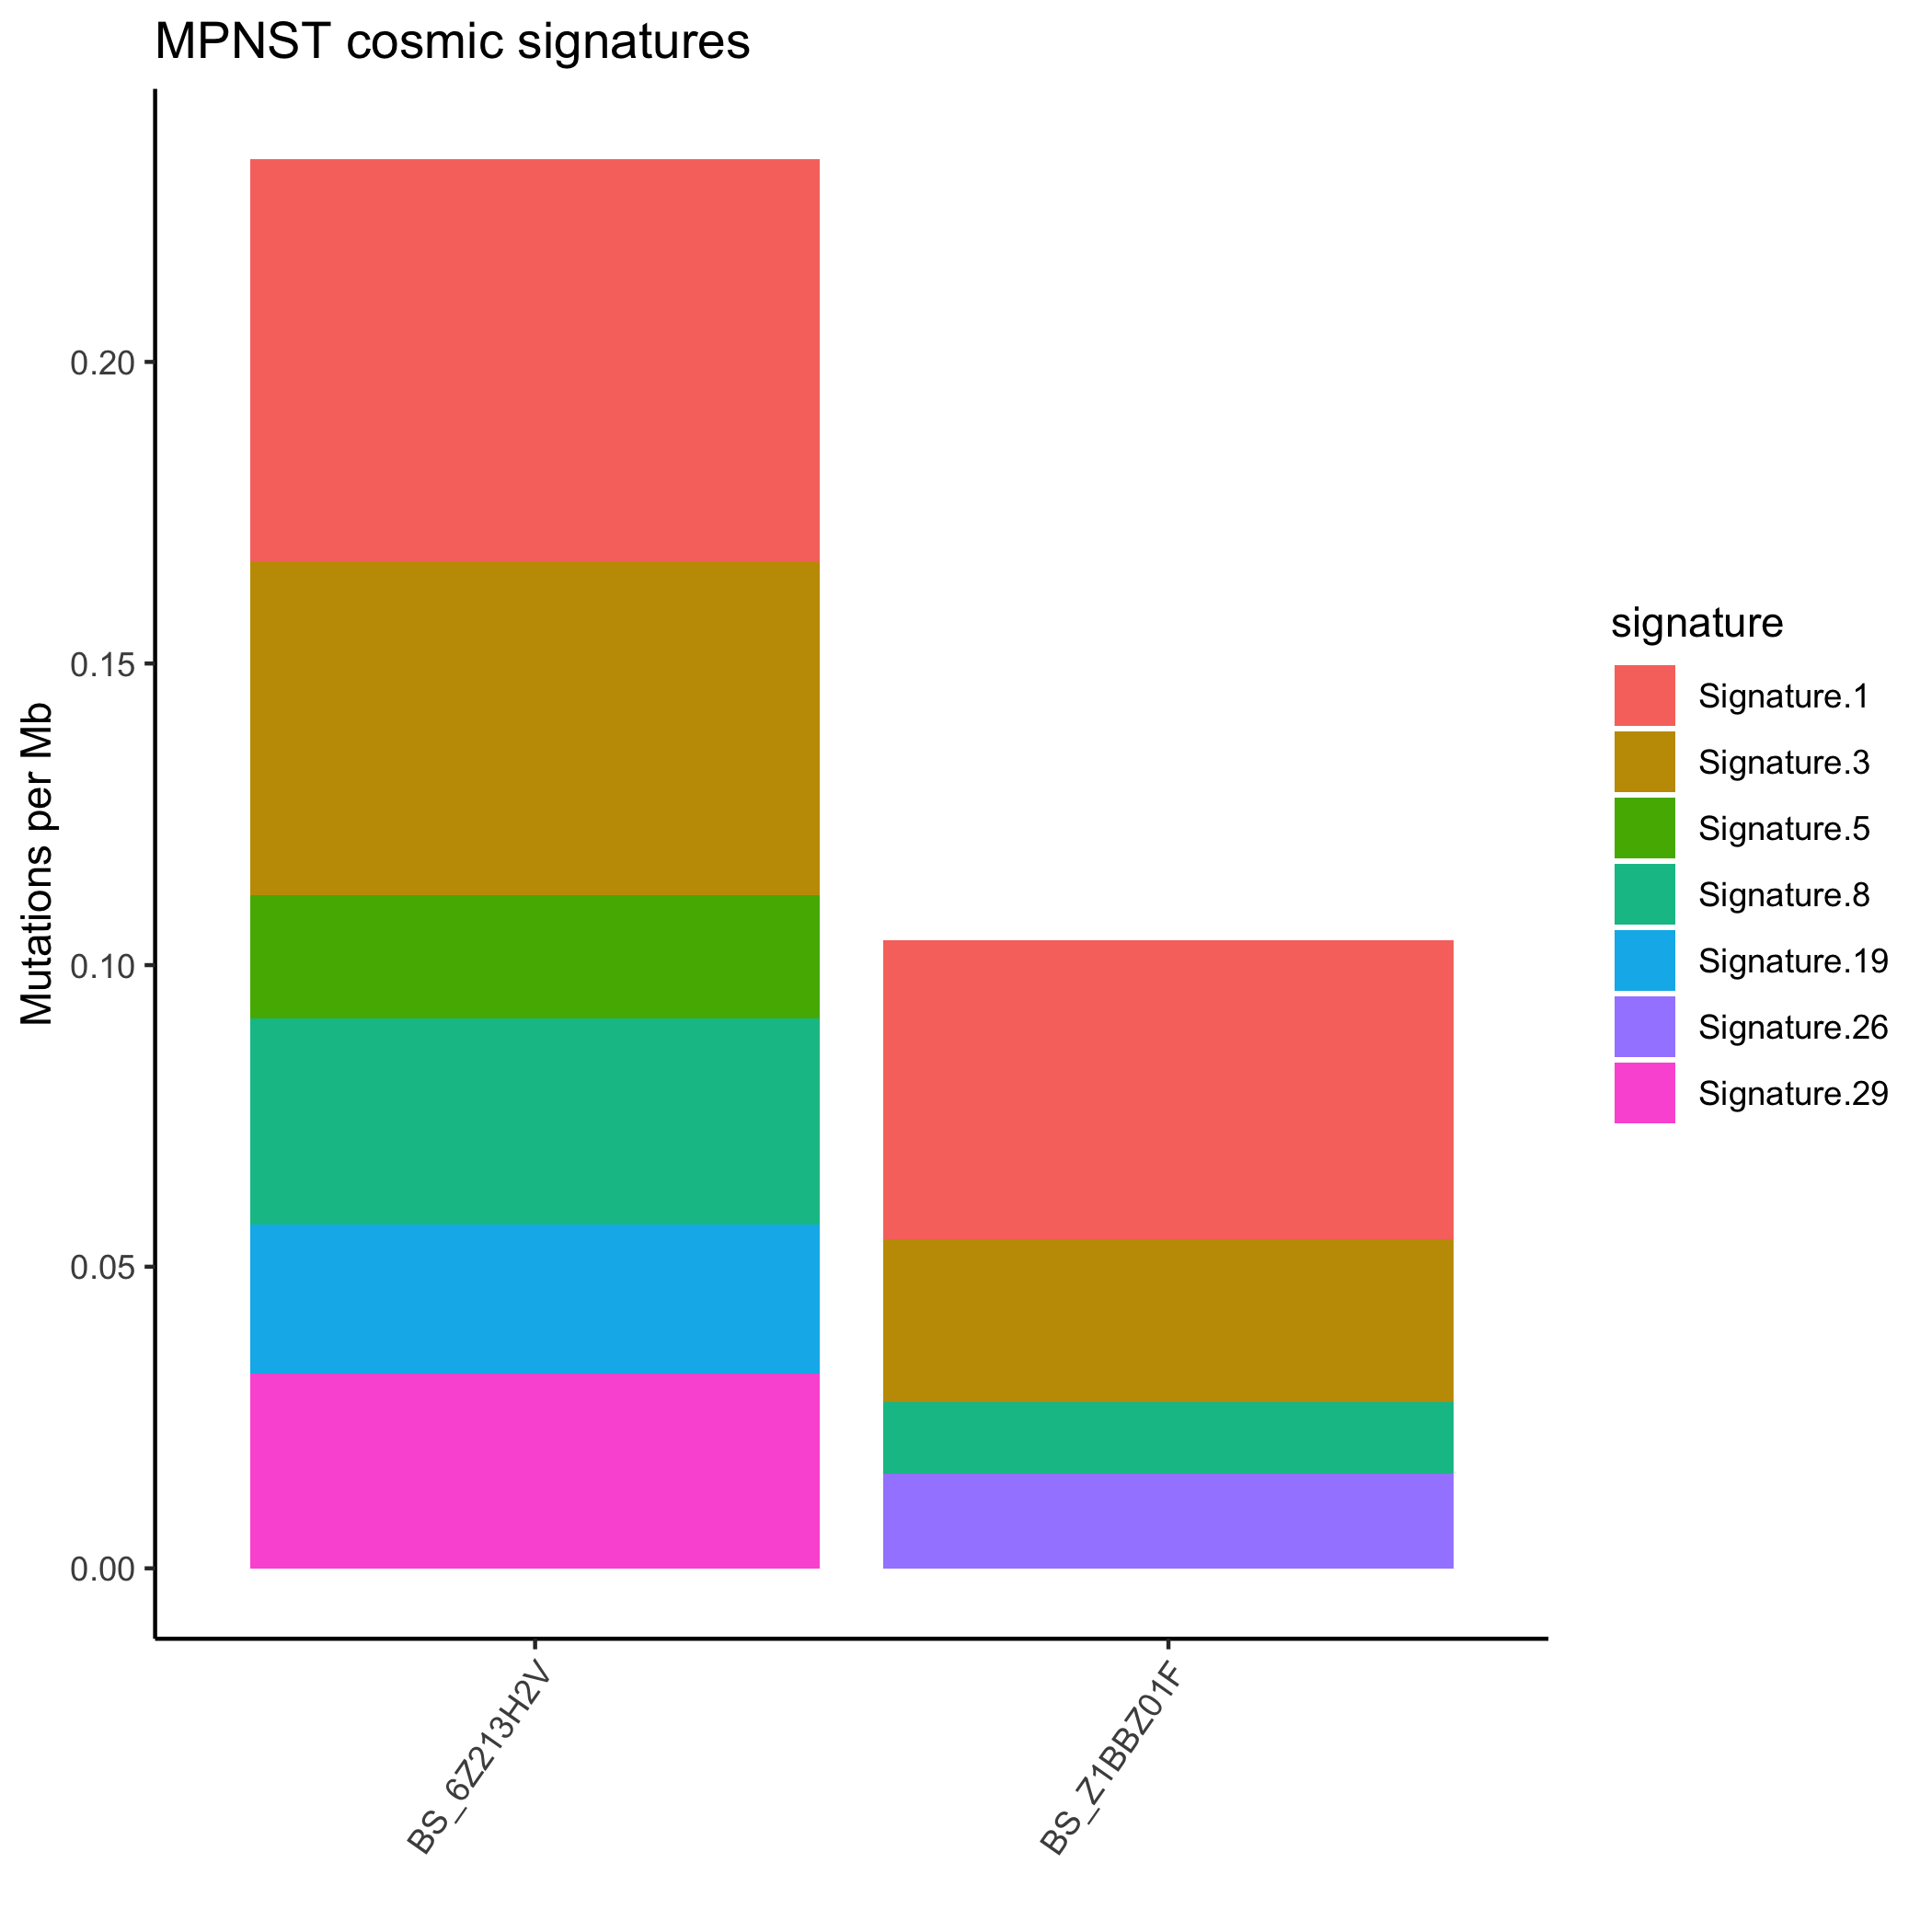 MPNST cosmic signatures
Mutations per Mb
0.20
0.15
0.10
0.05
0.00
BS_6Z213H2V
BS_Z1BBZ01F
signature
Signature.1
Signature.3
Signature.5
Signature.8
Signature.19
Signature.26
Signature.29